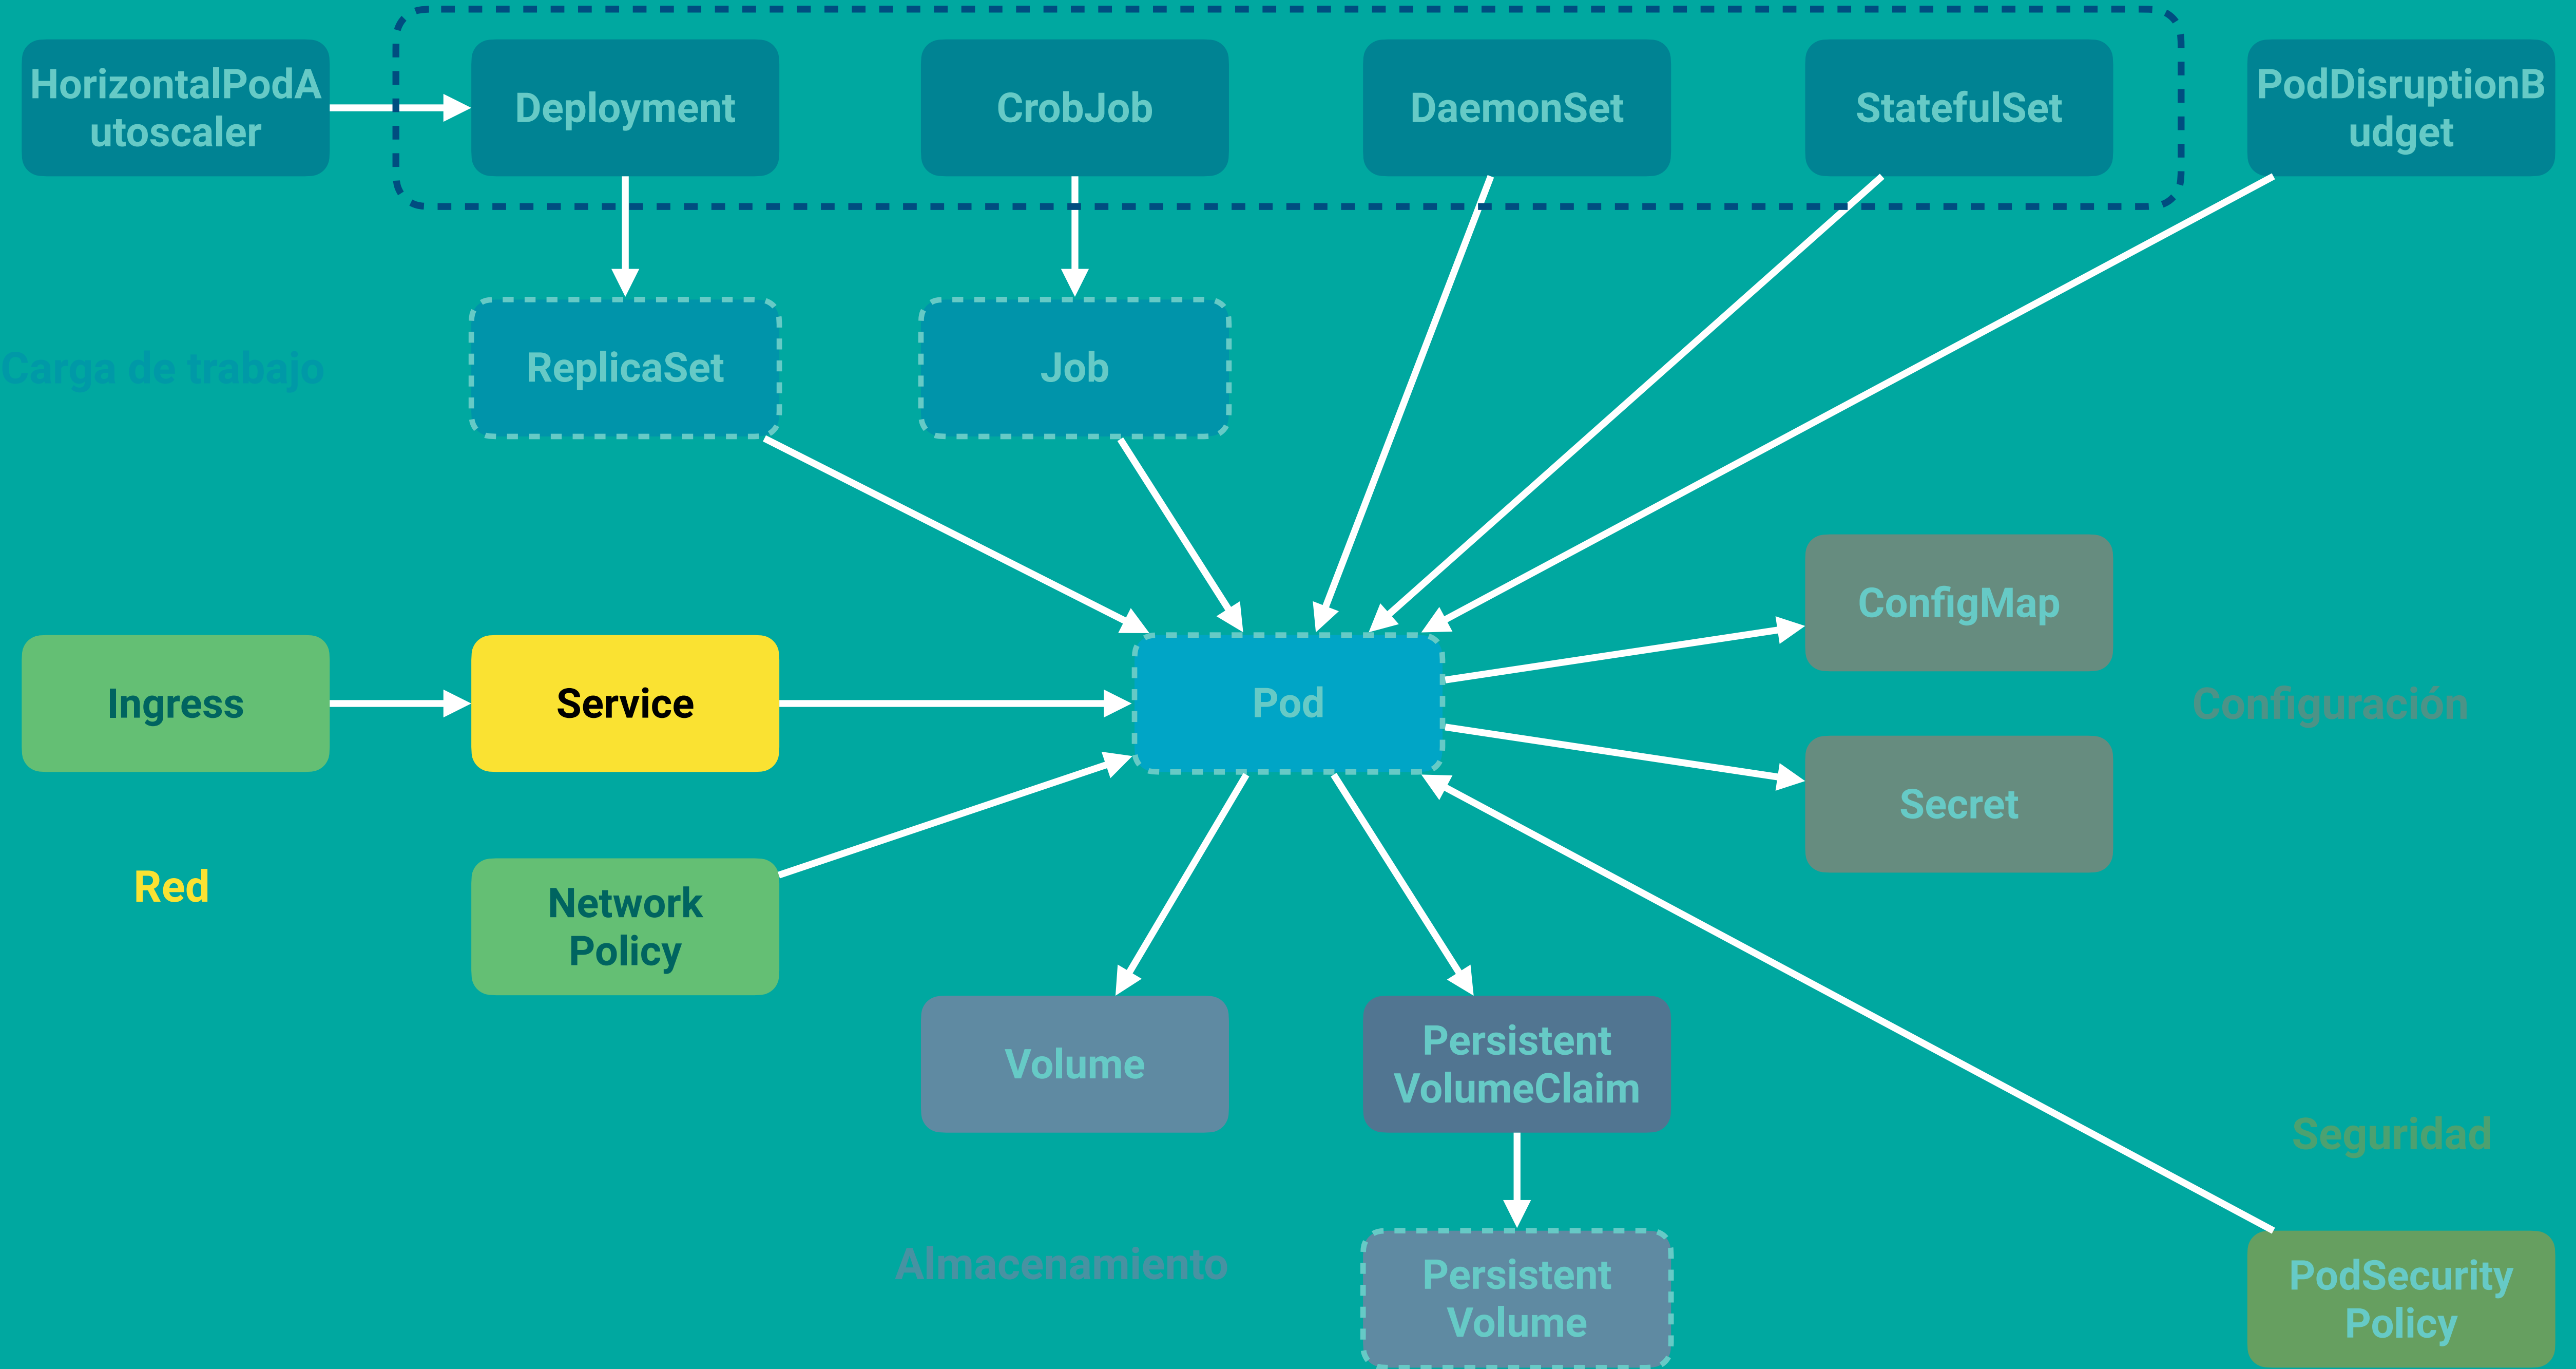 HorizontalPodA
utoscaler
Deployment
CrobJob
DaemonSet
StatefulSet
PodDisruptionB
udget
Carga de trabajo
ReplicaSet
Job
Ingress
Service
Pod
ConfigMap
Configuración
Secret
Red
Network
Policy
Volume
Persistent
VolumeClaim
Seguridad
Almacenamiento
Persistent
Volume
PodSecurity
Policy